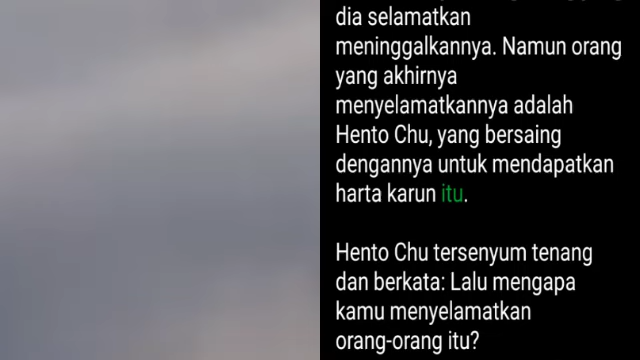 dia selamatkan
meninggalkannya. Namun orang
yang akhirnya
menyelamatkannya adalah
Hento Chu, yang bersaing
dengannya untuk mendapatkan
harta karun itu.
Hento Chu tersenyum tenang
dan berkata: Lalu mengapa
kamu menyelamatkan
orang-orang itu?